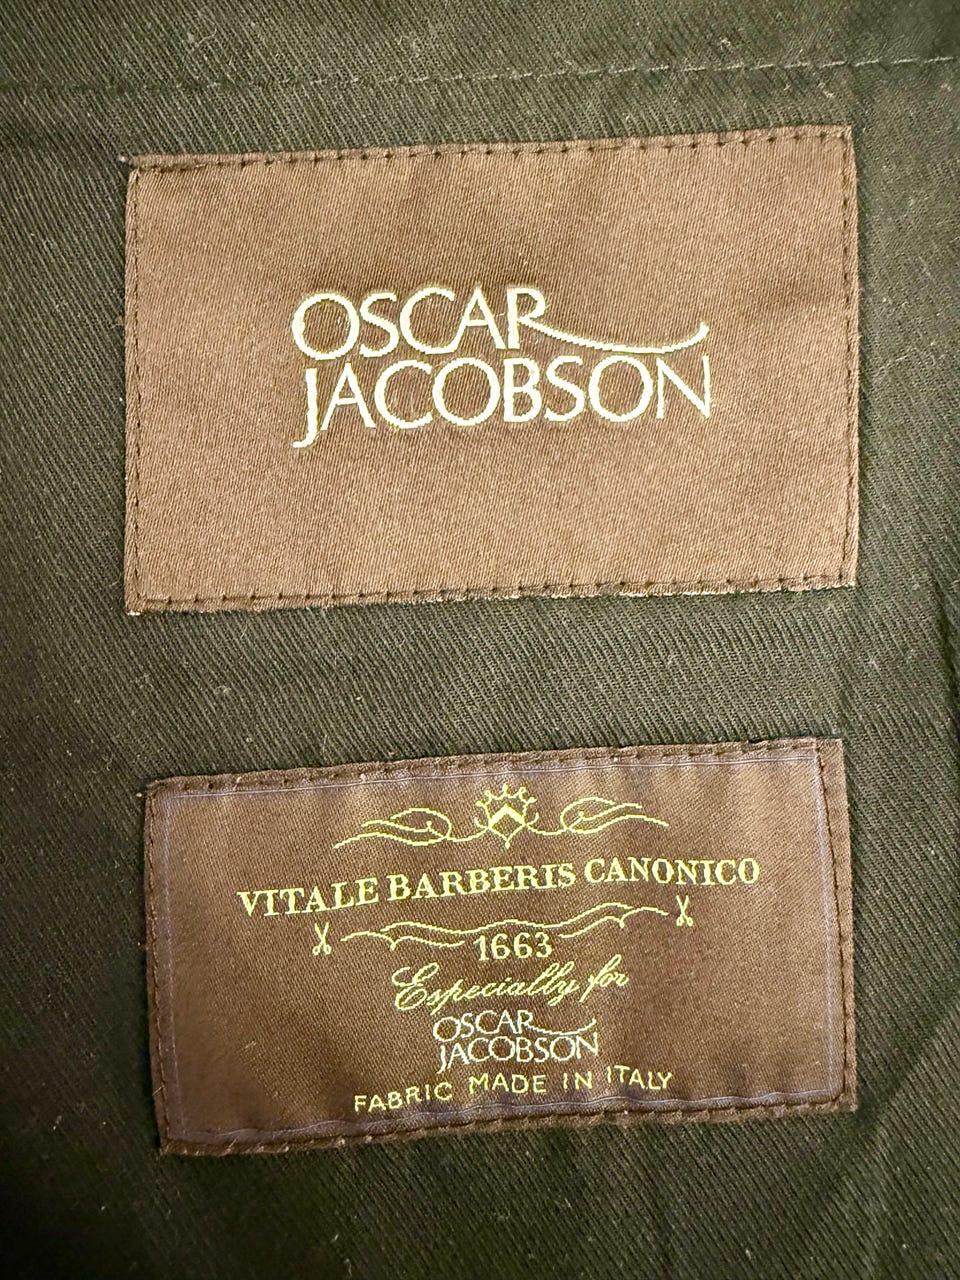 OSCAR
JACOBSON
VITALE BARBERIS CANONICO
1663
Especially for
OSCAR
JACOBSON
FABRIC MADE IN ITALY